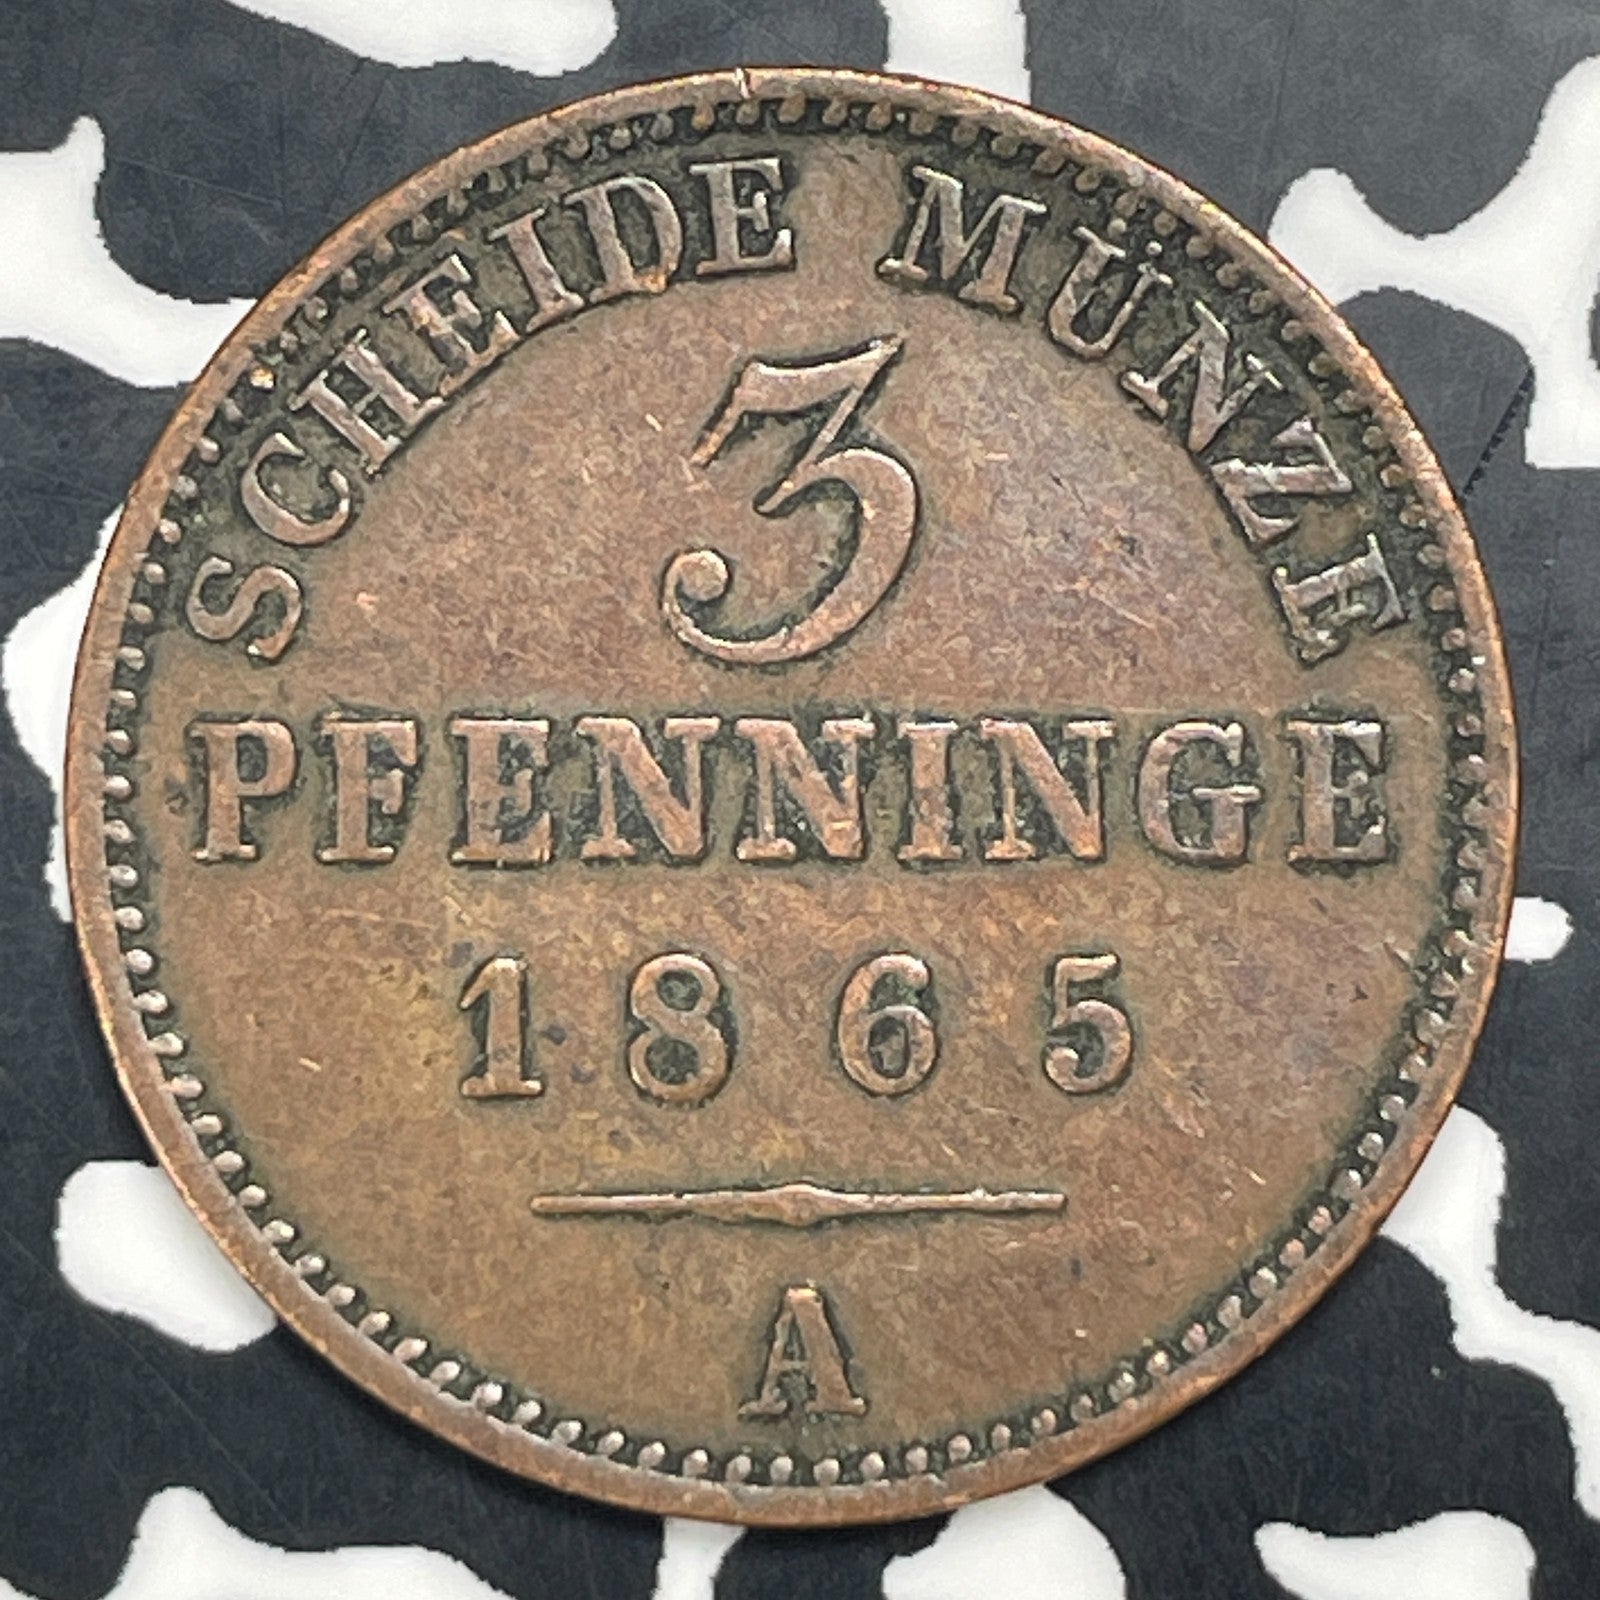 SCHEIDE MÜNZE
3
PFENNINGE
1865
A